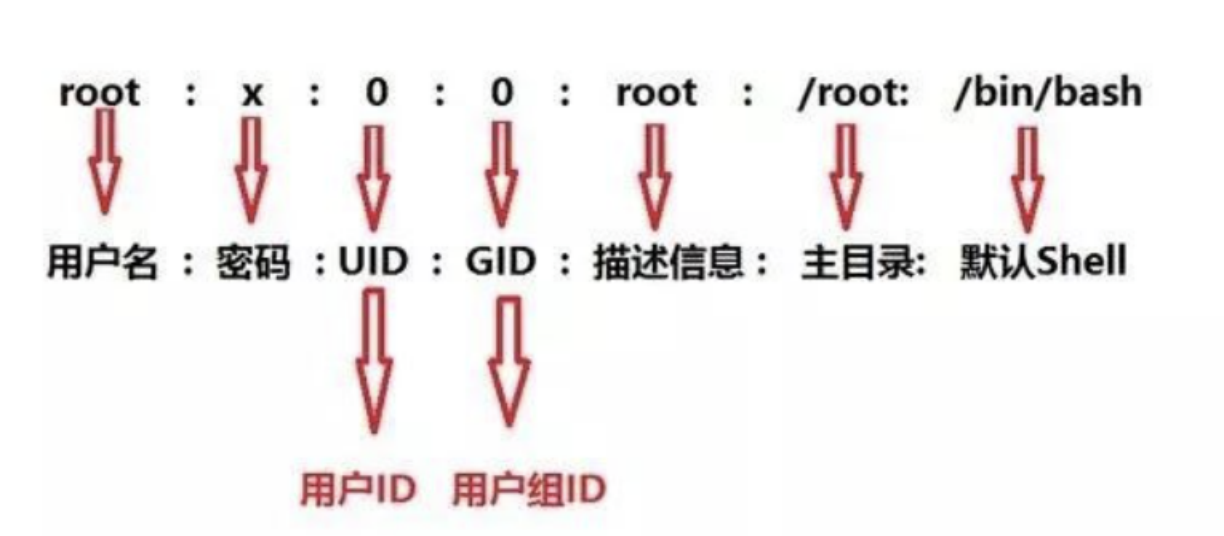 root : x : 0 : 0 : root : /root: /bin/bash
用户名 : 密码 : UID : GID : 描述信息 : 主目录: 默认Shell
用户ID 用户组ID